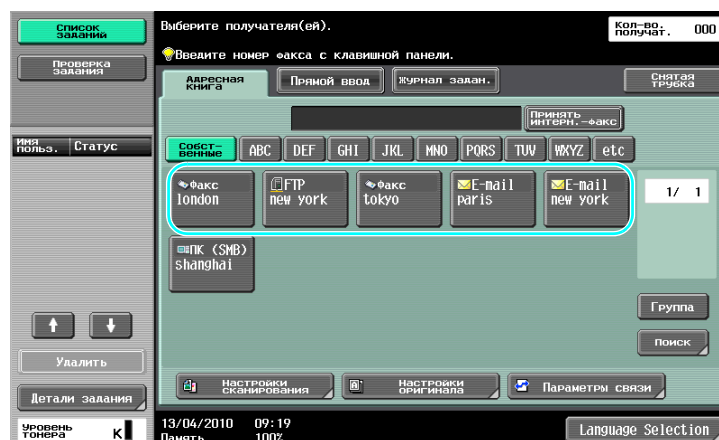 Список
заданий
Проверка
задания
Имя
польз.
Статус
Удалить
Детали задания
Уровень
тонера
K
Выберите получателя(ей).
Кол-во.
получат.
000
Введите номер факса с клавишной панели.
Адресная
книга
Прямой ввод
Журнал задан.
Снятая
трубка
Принять
интерн.-факс
Собст-
венные
ABC
DEF
GHI
JKL
MNO
PQRS
TUV
WXYZ
etc
Факс
london
FTP
new york
Факс
tokyo
E-mail
paris
E-mail
new york
1/ 1
ПК (SMB)
shanghai
Группа
Поиск
Настройки
сканирования
Настройки
оригинала
Параметры связи
13/04/2010 09:19
Память 100%
Language Selection